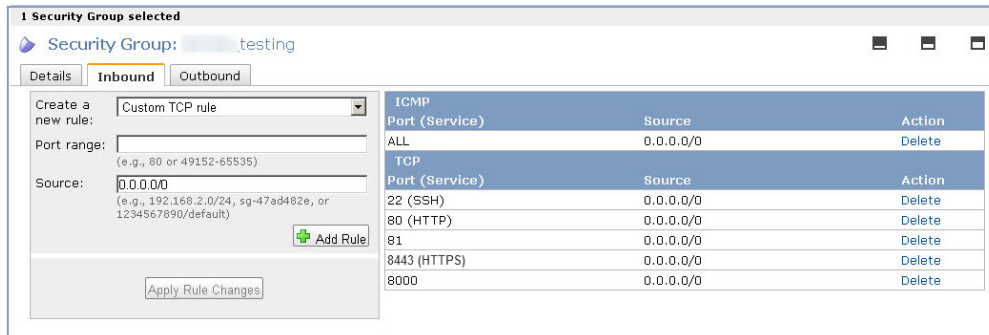 1 Security Group selected
Security Group: testing
Details Inbound Outbound
Create a new rule: Custom TCP rule
Port range:
(e.g., 80 or 49152-65535)
Source: 0.0.0.0/0
(e.g., 192.168.2.0/24, sg-47ad482e, or
1234567890/default)
Add Rule
Apply Rule Changes
ICMP
Port (Service) Source Action
ALL 0.0.0.0/0 Delete
TCP
Port (Service) Source Action
22 (SSH) 0.0.0.0/0 Delete
80 (HTTP) 0.0.0.0/0 Delete
81 0.0.0.0/0 Delete
8443 (HTTPS) 0.0.0.0/0 Delete
8000 0.0.0.0/0 Delete